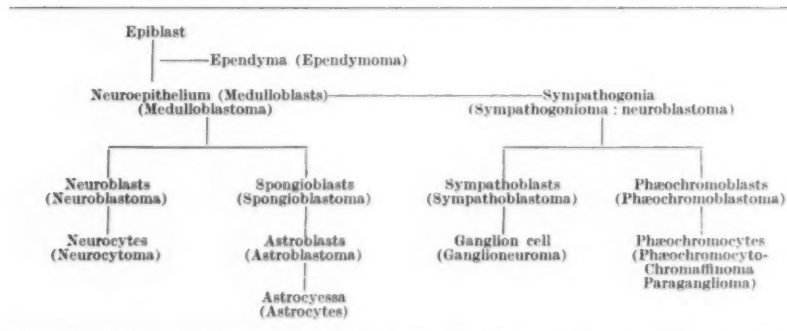 Epiblast
Ependyma (Ependymoma)
Neuroepithelium (Medulloblasts) Sympathogonia
(Medulloblastoma) (Sympathogonioma : neuroblastoma)
Neuroblasts Spongioblasts Sympathoblasts Phæochromoblasts
(Neuroblastoma) (Spongioblastoma) (Sympathoblastoma) (Phæochromoblastoma)
Neurocytes Astroblasts Ganglion cell Phæochromocytes
(Neurocytoma) (Astroblastoma) (Ganglioneuroma) (Phæochromocyto-
Chromaffinoma
Paraganglioma)
Astrocyessa
(Astrocytes)